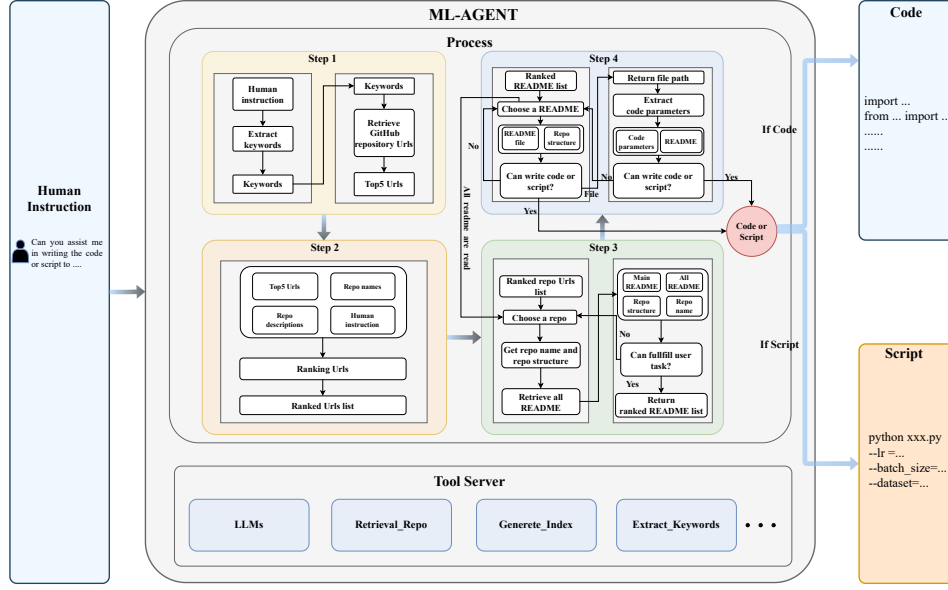 ML-AGENT
Process
Human
Instruction
Can you assist me
in writing the code
or script to ....
Step 1
Human
instruction
Extract
keywords
Keywords
Keywords
Retrieve
GitHub
repository Urls
Top5 Urls
Step 2
Top5 Urls
Repo names
Repo
descriptions
Human
instruction
Ranking Urls
Ranked Urls list
Step 3
Ranked repo Urls
list
Choose a repo
Get repo name and
repo structure
Retrieve all
README
Main
README
All
README
Repo
structure
Repo
name
No
Can fullfill user
task?
Yes
Return
ranked README list
Step 4
Ranked
README list
Choose a README
README
file
Repo
structure
No
Can write code or
script?
Yes
File
All readme are read
Return file path
Extract
code parameters
Code
parameters
README
No
Can write code or
script?
Yes
Code or
Script
If Code
If Script
Code
import ...
from ... import ...
......
......
Script
python xxx.py
--lr =...
--batch_size=...
--dataset=...
Tool Server
LLMs
Retrieval_Repo
Generete_Index
Extract_Keywords
• • •